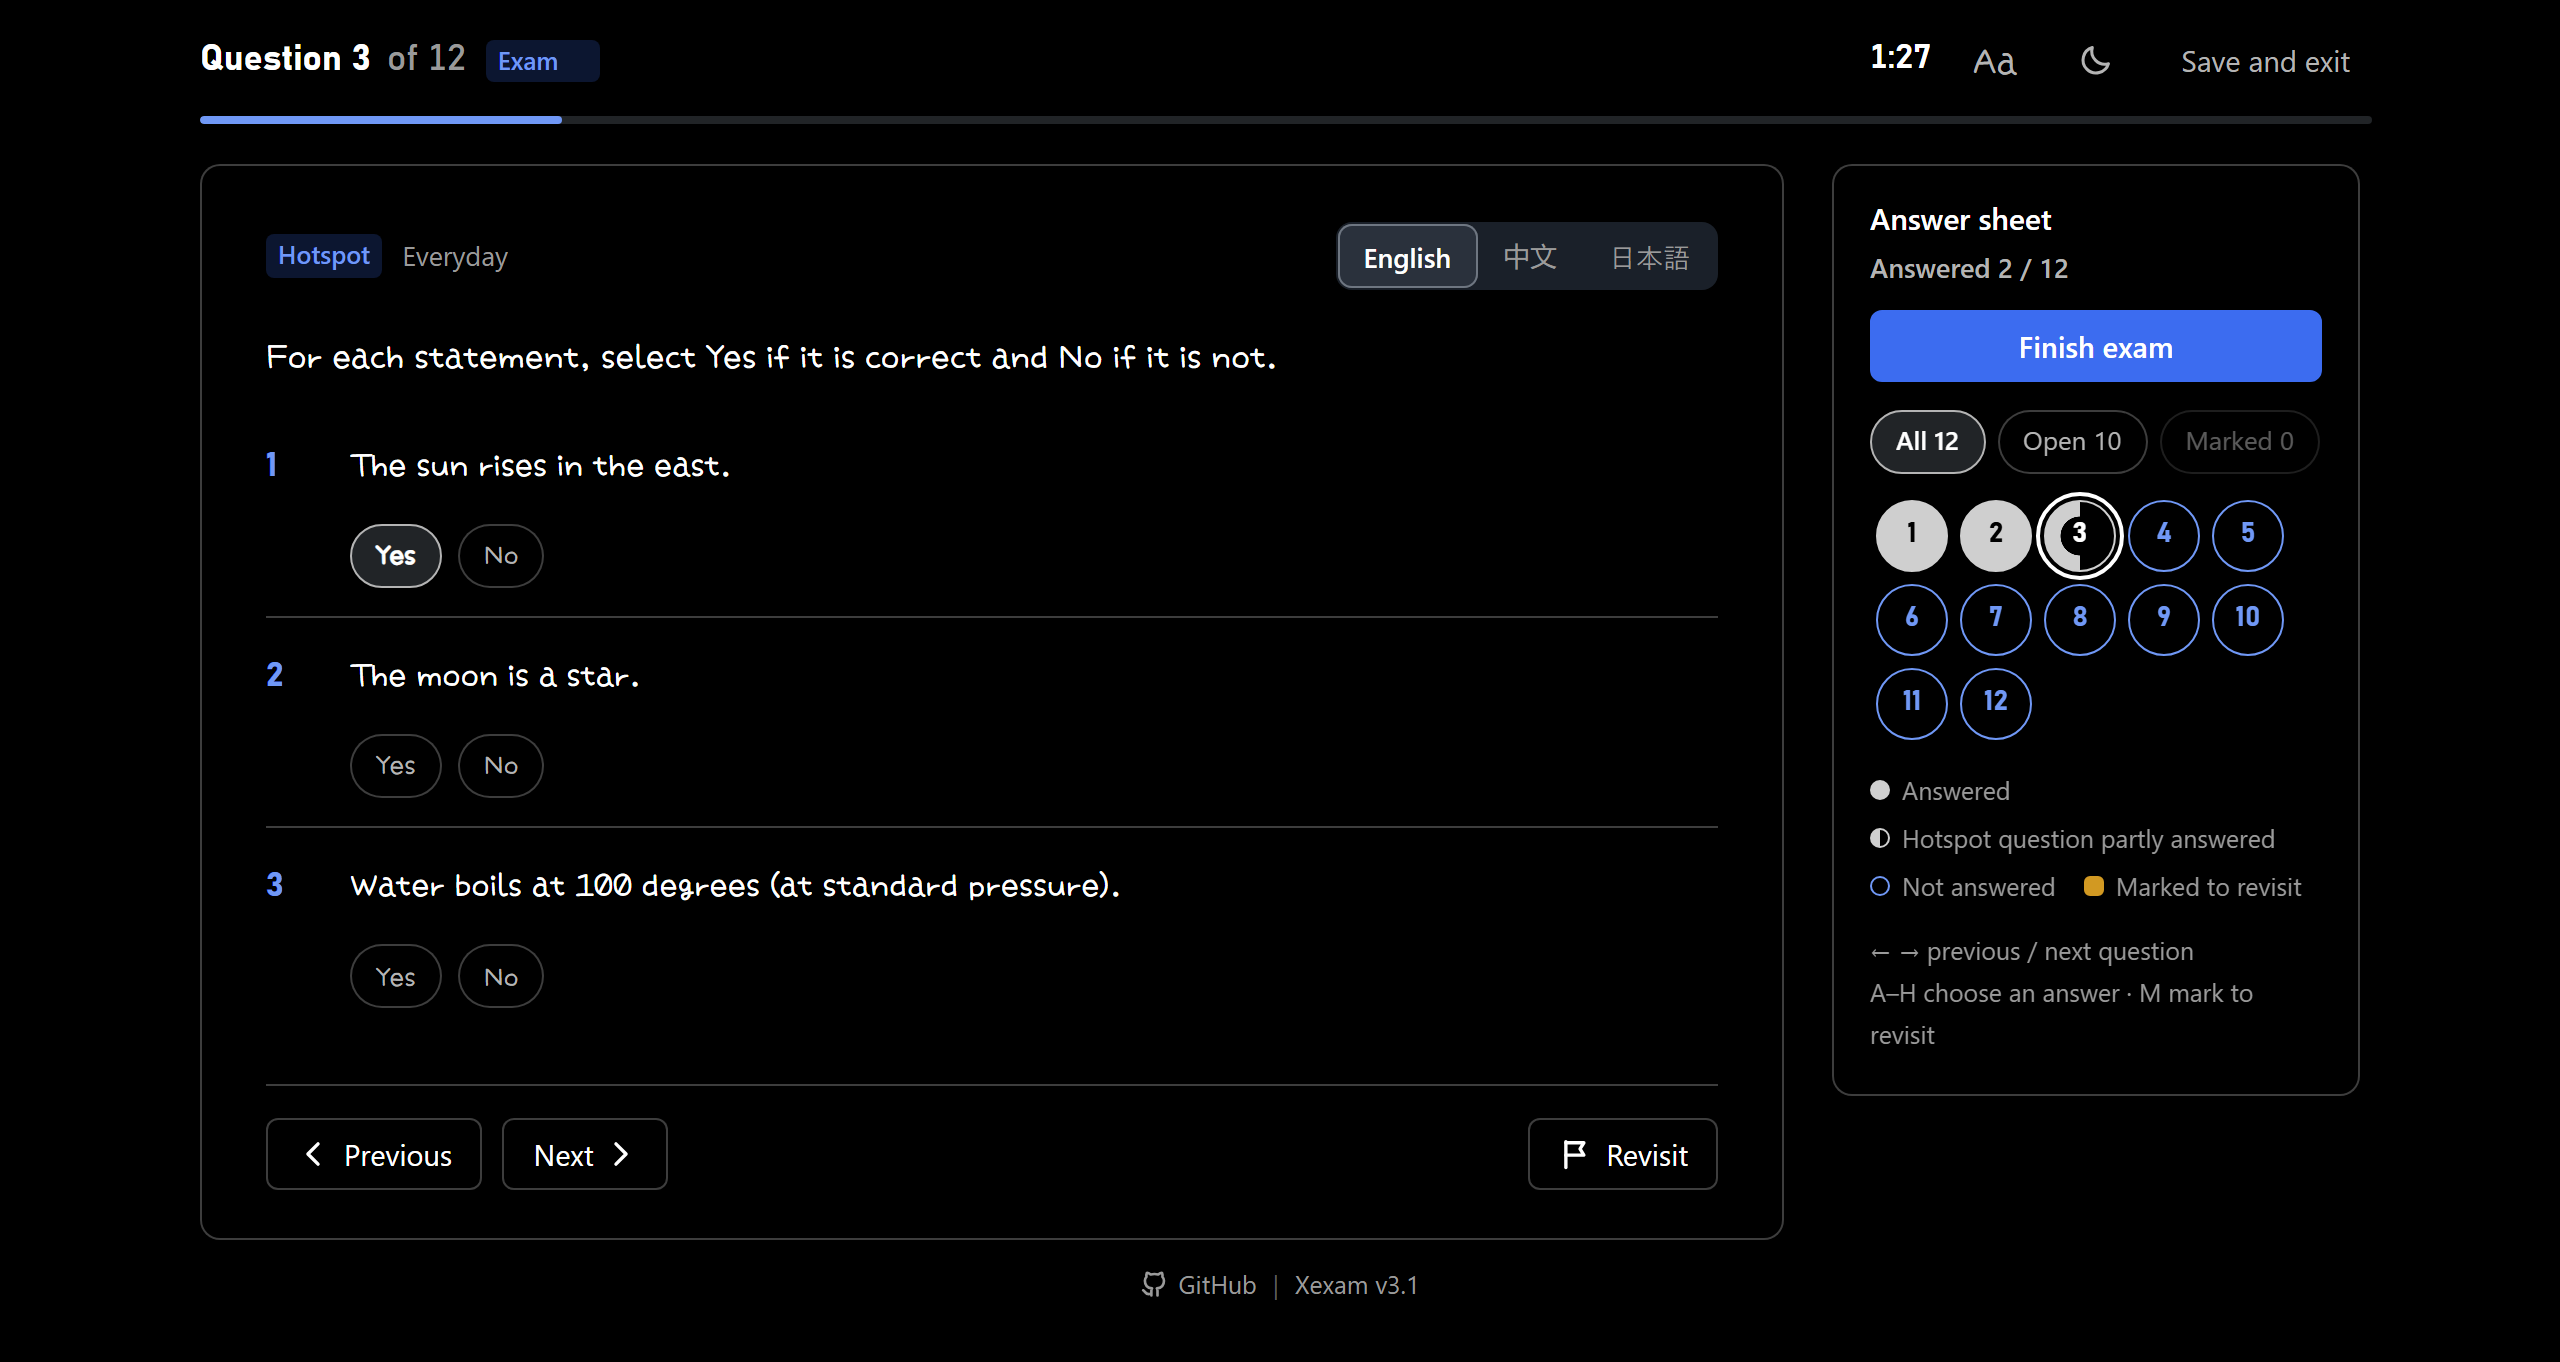 Question 3 of 12 Exam
1:27 Aa Save and exit
Hotspot Everyday
English 中文 日本語
For each statement, select Yes if it is correct and No if it is not.
1 The sun rises in the east.
Yes No
2 The moon is a star.
Yes No
3 Water boils at 100 degrees (at standard pressure).
Yes No
Previous Next Revisit
Answer sheet
Answered 2 / 12
Finish exam
All 12 Open 10 Marked 0
1 2 3 4 5
6 7 8 9 10
11 12
Answered
Hotspot question partly answered
Not answered Marked to revisit
← → previous / next question
A–H choose an answer · M mark to
revisit
GitHub | Xexam v3.1